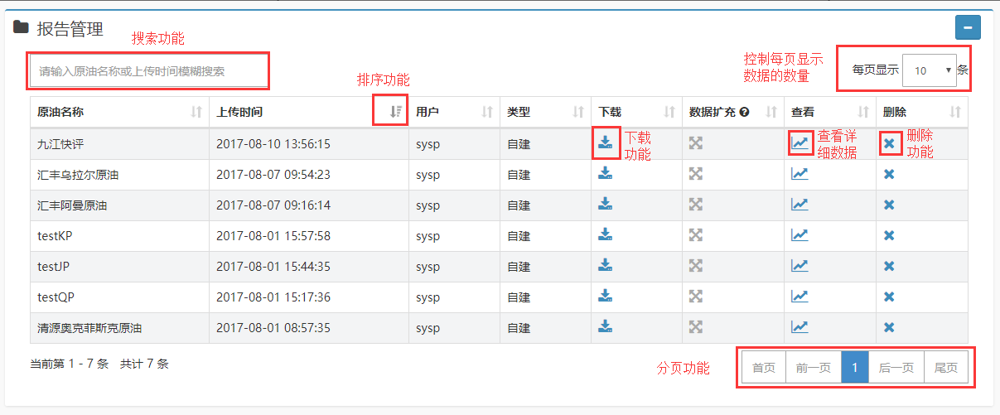 报告管理
搜索功能
请输入原油名称或上传时间模糊搜索
排序功能
控制每页显示
数据的数量
每页显示 10 条
原油名称 上传时间 用户 类型 下载 数据扩充 查看 删除
九江快评 2017-08-10 13:56:15 sysp 自建
下载
功能
查看详
细数据
删除
功能
汇丰乌拉尔原油 2017-08-07 09:54:23 sysp 自建
汇丰阿曼原油 2017-08-07 09:16:14 sysp 自建
testKP 2017-08-01 15:57:58 sysp 自建
testJP 2017-08-01 15:44:35 sysp 自建
testQP 2017-08-01 15:17:36 sysp 自建
清源奥克菲斯克原油 2017-08-01 08:57:35 sysp 自建
当前第 1 - 7 条 共计 7 条
分页功能
首页 前一页 1 后一页 尾页